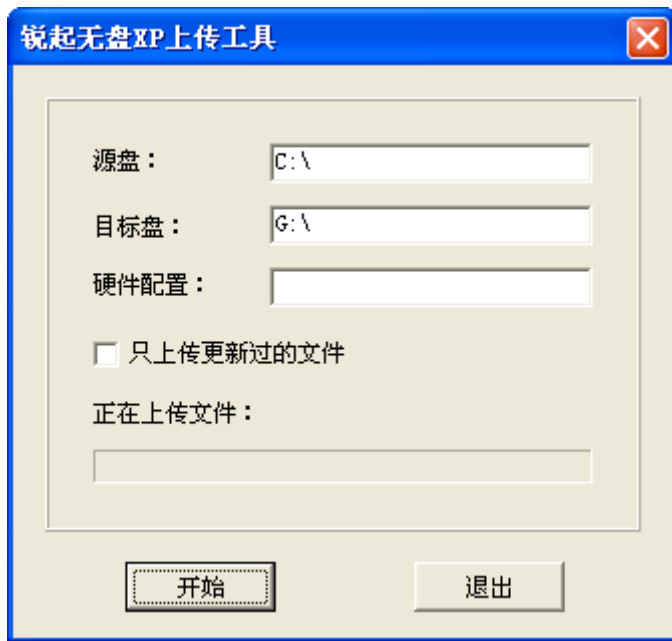 锐起无盘XP上传工具
源盘： C:\
目标盘： G:\
硬件配置：
只上传更新过的文件
正在上传文件：
开始 退出